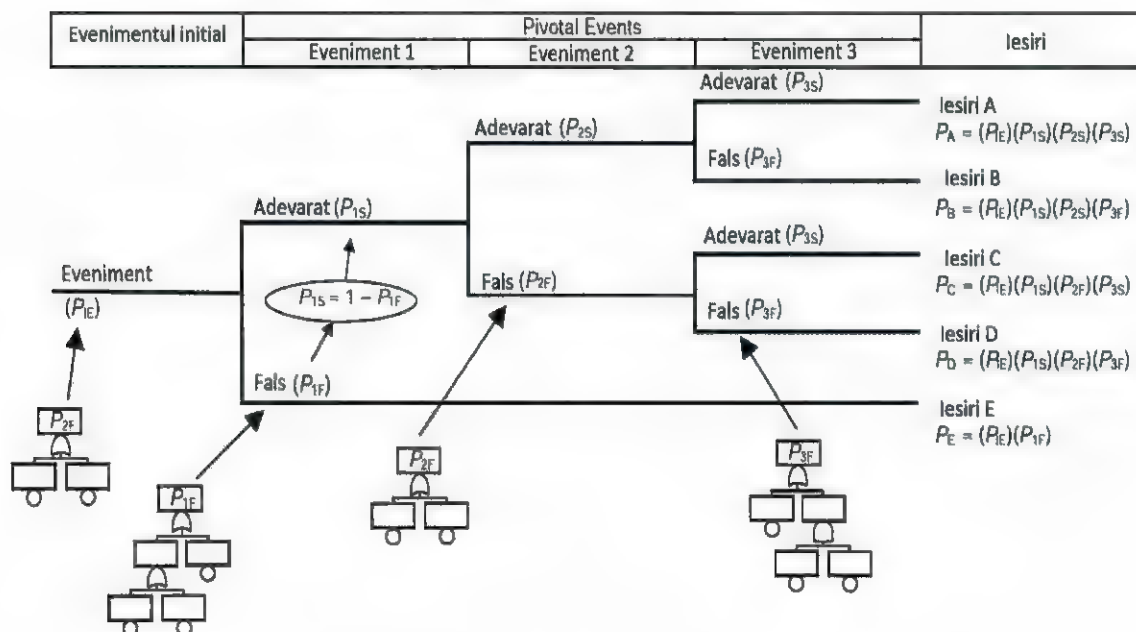 Evenimentul initial
Pivotal Events
Iesiri
Eveniment 1
Eveniment 2
Eveniment 3
Adevarat (P3S)
Iesiri A
PA = (PIE)(P1S)(P2S)(P3S)
Adevarat (P2S)
Fals (P3F)
Iesiri B
PB = (PIE)(P1S)(P2S)(P3F)
Adevarat (P1S)
Adevarat (P3S)
Iesiri C
PC = (PIE)(P1S)(P2F)(P3S)
Eveniment
(PIE)
P1S = 1 – P1F
Fals (P2F)
Fals (P3F)
Iesiri D
PD = (PIE)(P1S)(P2F)(P3F)
Fals (P1F)
Iesiri E
PE = (PIE)(P1F)
P2F
P1F
P2F
P3F